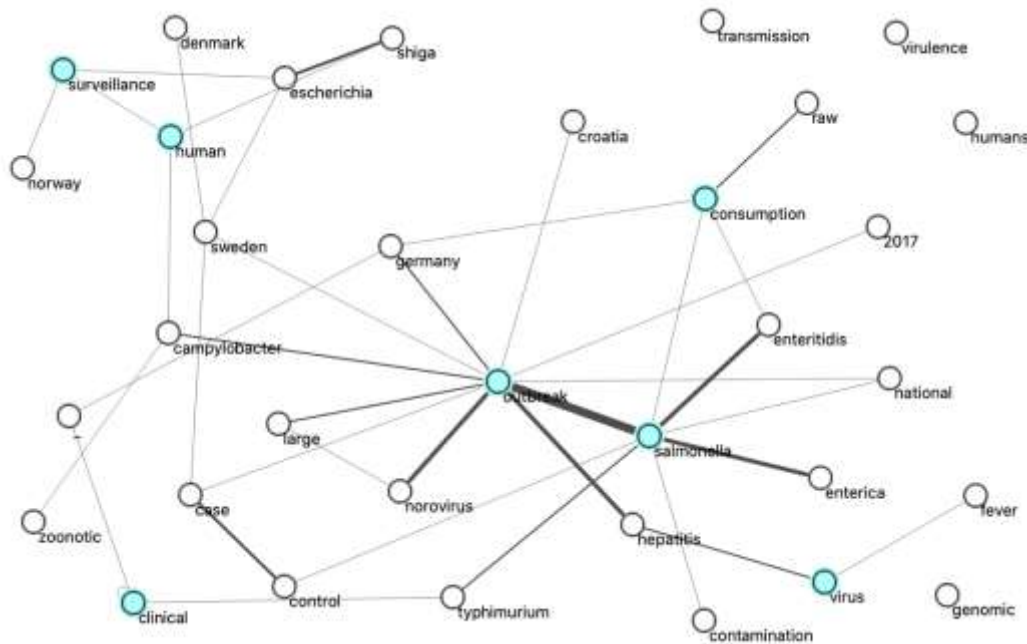 transmission
virulence
denmark
shiga
surveillance
escherichia
raw
croatia
humans
human
norway
consumption
2017
sweden
germany
enteritidis
campylobacter
national
outbreak
-
large
salmonella
enterica
case
norovirus
fever
zoonotic
hepatitis
clinical
control
typhimurium
virus
genomic
contamination